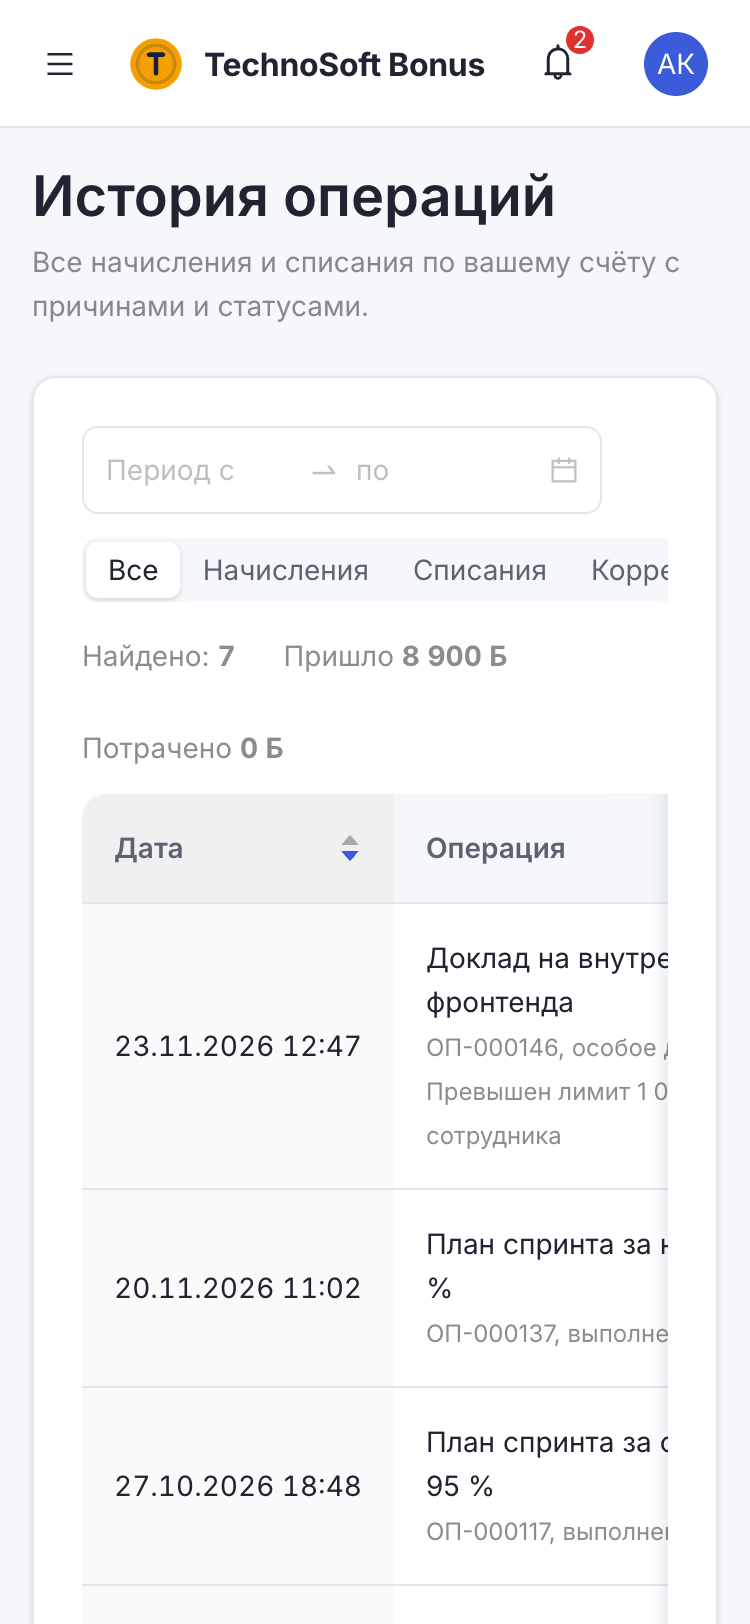 T TechnoSoft Bonus 2 АК
История операций
Все начисления и списания по вашему счёту с
причинами и статусами.
Период с → по
Все Начисления Списания Корре
Найдено: 7 Пришло 8 900 Б
Потрачено 0 Б
Дата Операция
Доклад на внутре
фронтенда
23.11.2026 12:47
ОП-000146, особое
Превышен лимит 1 0
сотрудника
План спринта за
20.11.2026 11:02
%
ОП-000137, выполне
План спринта за
27.10.2026 18:48
95 %
ОП-000117, выполне